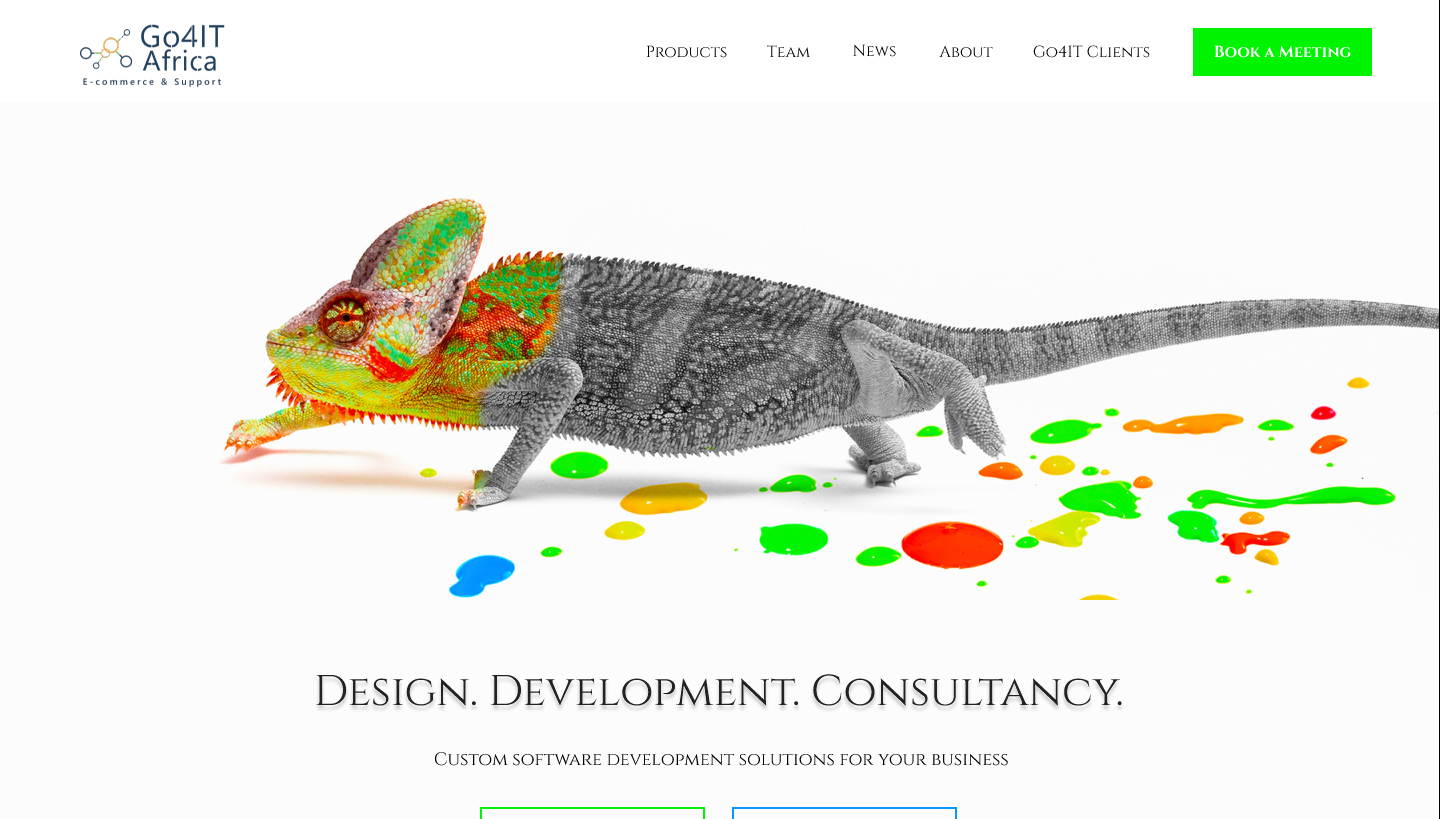 Go4IT
Africa
E-commerce & Support
Products Team News About Go4IT Clients Book a Meeting
Design. Development. Consultancy.
Custom software development solutions for your business